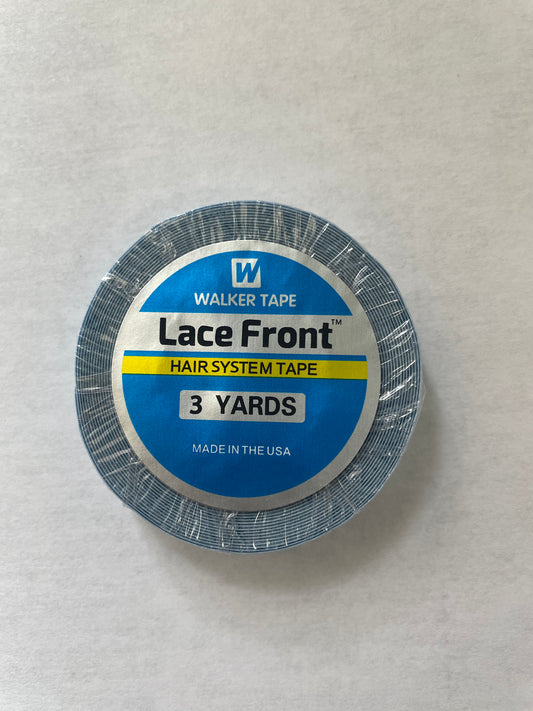 W
WALKER TAPE
Lace Front™
HAIR SYSTEM TAPE
3 YARDS
MADE IN THE USA